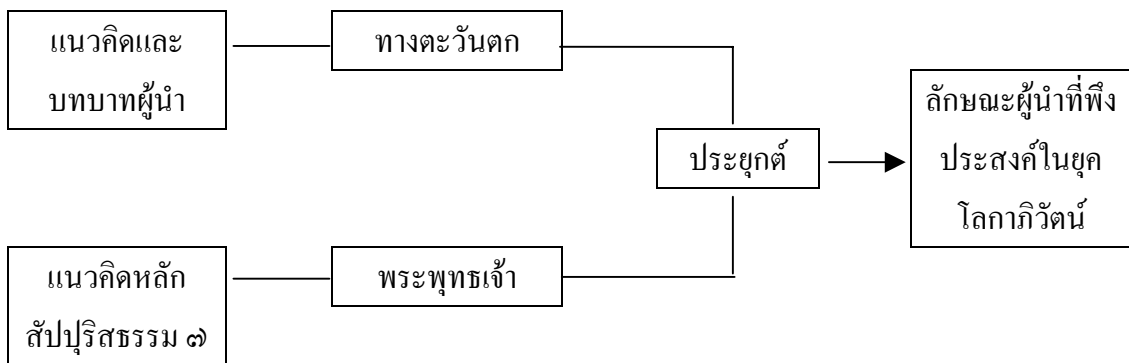 แนวคิดและ
บทบาทผู้นำ
ทางตะวันตก
ประยุกต์
ลักษณะผู้นำที่พึง
ประสงค์ในยุค
โลกาภิวัตน์
แนวคิดหลัก
สัปปุริสธรรม ๗
พระพุทธเจ้า